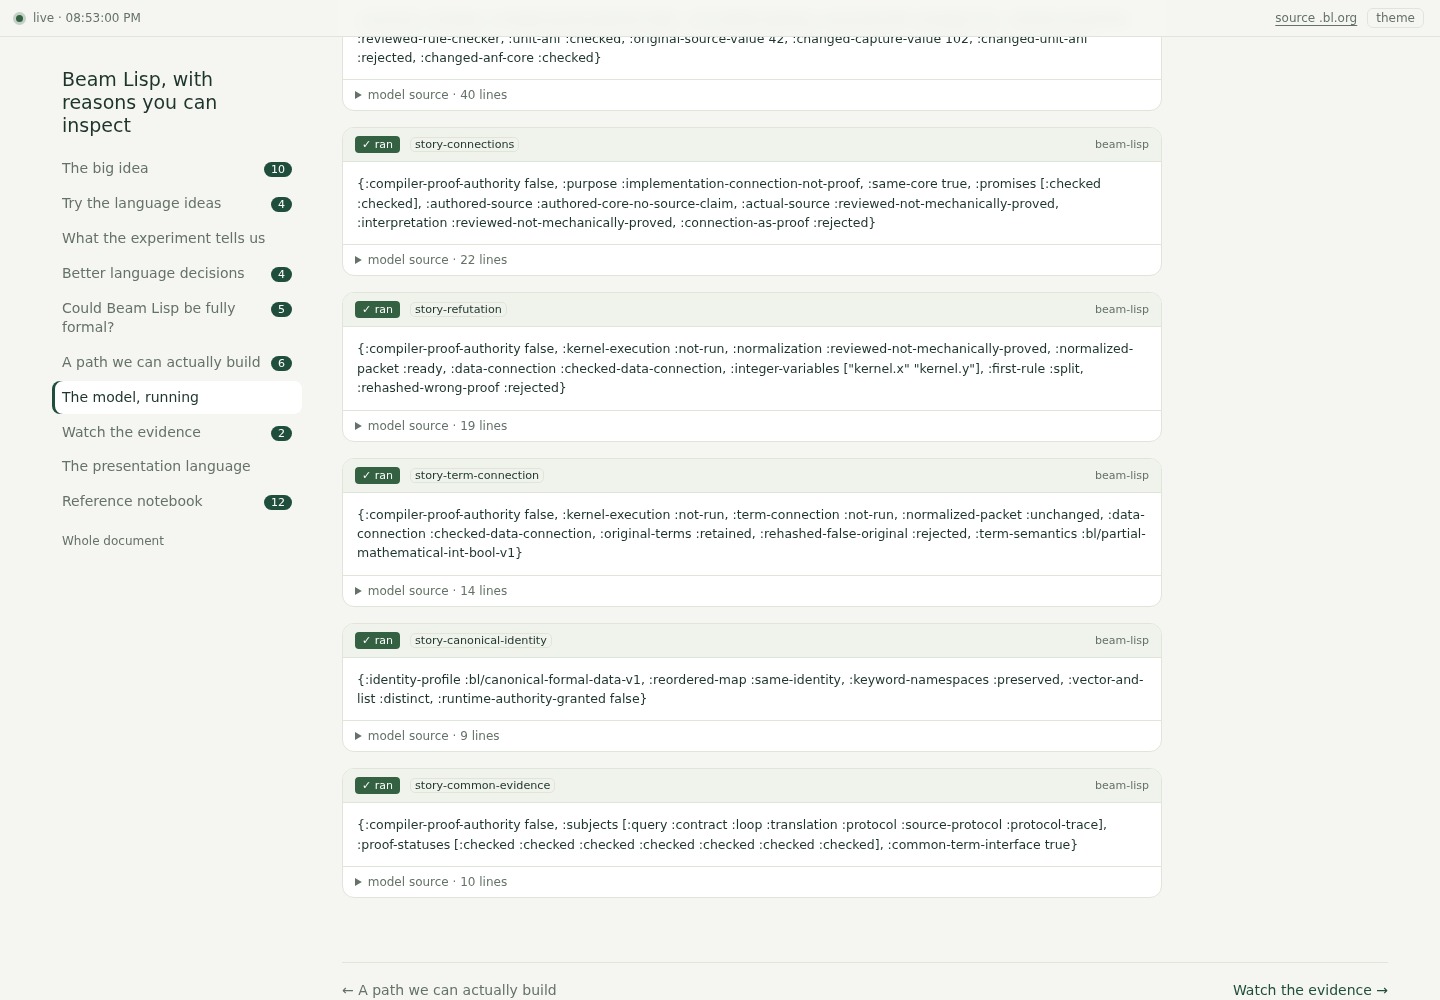 live · 08:53:00 PM
source .bl.org
theme
Beam Lisp, with
reasons you can
inspect
The big idea 10
Try the language ideas 4
What the experiment tells us
Better language decisions 4
Could Beam Lisp be fully 5
formal?
A path we can actually build 6
The model, running
Watch the evidence 2
The presentation language
Reference notebook 12
Whole document
:reviewed-rule-checker, :unit-anf :checked, :original-source-value 42, :changed-capture-value 102, :changed-unit-anf
:rejected, :changed-anf-core :checked}
▶ model source · 40 lines
✓ ran story-connections beam-lisp
{:compiler-proof-authority false, :purpose :implementation-connection-not-proof, :same-core true, :promises [:checked
:checked], :authored-source :authored-core-no-source-claim, :actual-source :reviewed-not-mechanically-proved,
:interpretation :reviewed-not-mechanically-proved, :connection-as-proof :rejected}
▶ model source · 22 lines
✓ ran story-refutation beam-lisp
{:compiler-proof-authority false, :kernel-execution :not-run, :normalization :reviewed-not-mechanically-proved, :normalized-
packet :ready, :data-connection :checked-data-connection, :integer-variables ["kernel.x" "kernel.y"], :first-rule :split,
:rehashed-wrong-proof :rejected}
▶ model source · 19 lines
✓ ran story-term-connection beam-lisp
{:compiler-proof-authority false, :kernel-execution :not-run, :term-connection :not-run, :normalized-packet :unchanged, :data-
connection :checked-data-connection, :original-terms :retained, :rehashed-false-original :rejected, :term-semantics :bl/partial-
mathematical-int-bool-v1}
▶ model source · 14 lines
✓ ran story-canonical-identity beam-lisp
{:identity-profile :bl/canonical-formal-data-v1, :reordered-map :same-identity, :keyword-namespaces :preserved, :vector-and-
list :distinct, :runtime-authority-granted false}
▶ model source · 9 lines
✓ ran story-common-evidence beam-lisp
{:compiler-proof-authority false, :subjects [:query :contract :loop :translation :protocol :source-protocol :protocol-trace],
:proof-statuses [:checked :checked :checked :checked :checked :checked :checked], :common-term-interface true}
▶ model source · 10 lines
← A path we can actually build
Watch the evidence →